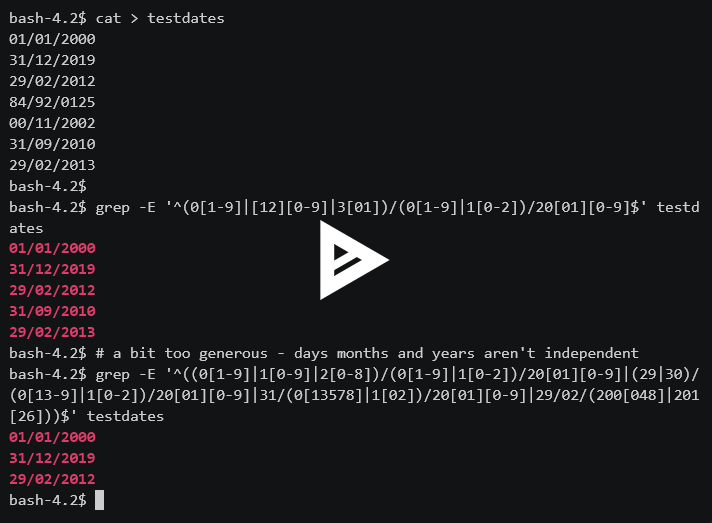 bash-4.2$ cat > testdates
01/01/2000
31/12/2019
29/02/2012
84/92/0125
00/11/2002
31/09/2010
29/02/2013
bash-4.2$
bash-4.2$ grep -E '^(0[1-9]|[12][0-9]|3[01])/(0[1-9]|1[0-2])/20[01][0-9]$' testd
ates
01/01/2000
31/12/2019
29/02/2012
31/09/2010
29/02/2013
bash-4.2$ # a bit too generous - days months and years aren't independent
bash-4.2$ grep -E '^((0[1-9]|1[0-9]|2[0-8])/(0[1-9]|1[0-2])/20[01][0-9]|(29|30)/
(0[13-9]|1[0-2])/20[01][0-9]|31/(0[13578]|1[02])/20[01][0-9]|29/02/(200[048]|201
[26]))$' testdates
01/01/2000
31/12/2019
29/02/2012
bash-4.2$